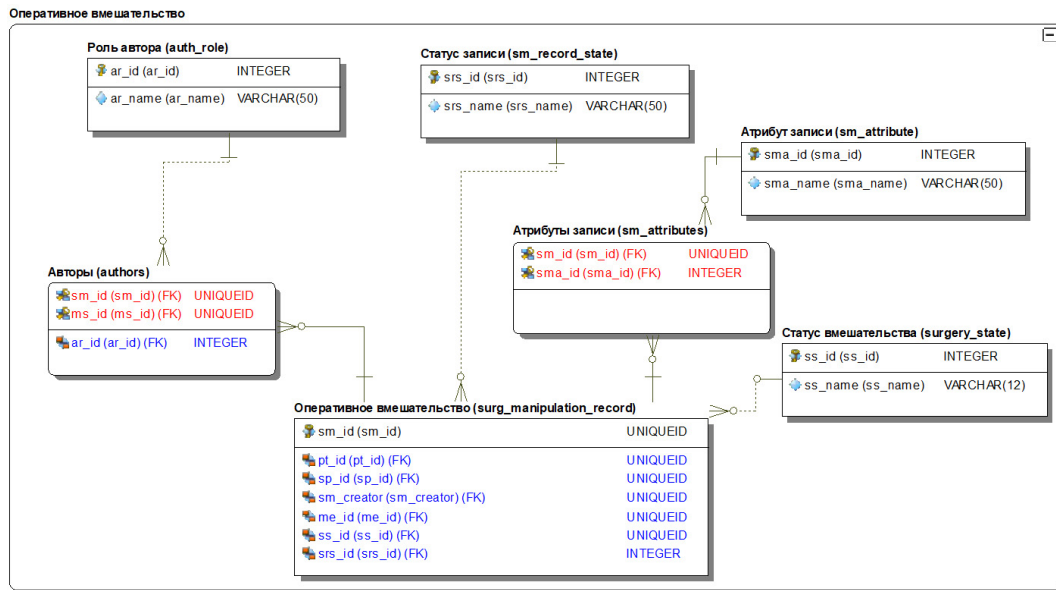 Оперативное вмешательство
Роль автора (auth_role)
ar_id (ar_id) INTEGER
ar_name (ar_name) VARCHAR(50)
Статус записи (sm_record_state)
srs_id (srs_id) INTEGER
srs_name (srs_name) VARCHAR(50)
Атрибут записи (sm_attribute)
sma_id (sma_id) INTEGER
sma_name (sma_name) VARCHAR(50)
Атрибуты записи (sm_attributes)
sm_id (sm_id) (FK) UNIQUEID
sma_id (sma_id) (FK) INTEGER
Авторы (authors)
sm_id (sm_id) (FK) UNIQUEID
ms_id (ms_id) (FK) UNIQUEID
ar_id (ar_id) (FK) INTEGER
Статус вмешательства (surgery_state)
ss_id (ss_id) INTEGER
ss_name (ss_name) VARCHAR(12)
Оперативное вмешательство (surg_manipulation_record)
sm_id (sm_id) UNIQUEID
pt_id (pt_id) (FK) UNIQUEID
sp_id (sp_id) (FK) UNIQUEID
sm_creator (sm_creator) (FK) UNIQUEID
me_id (me_id) (FK) UNIQUEID
ss_id (ss_id) (FK) UNIQUEID
srs_id (srs_id) (FK) INTEGER